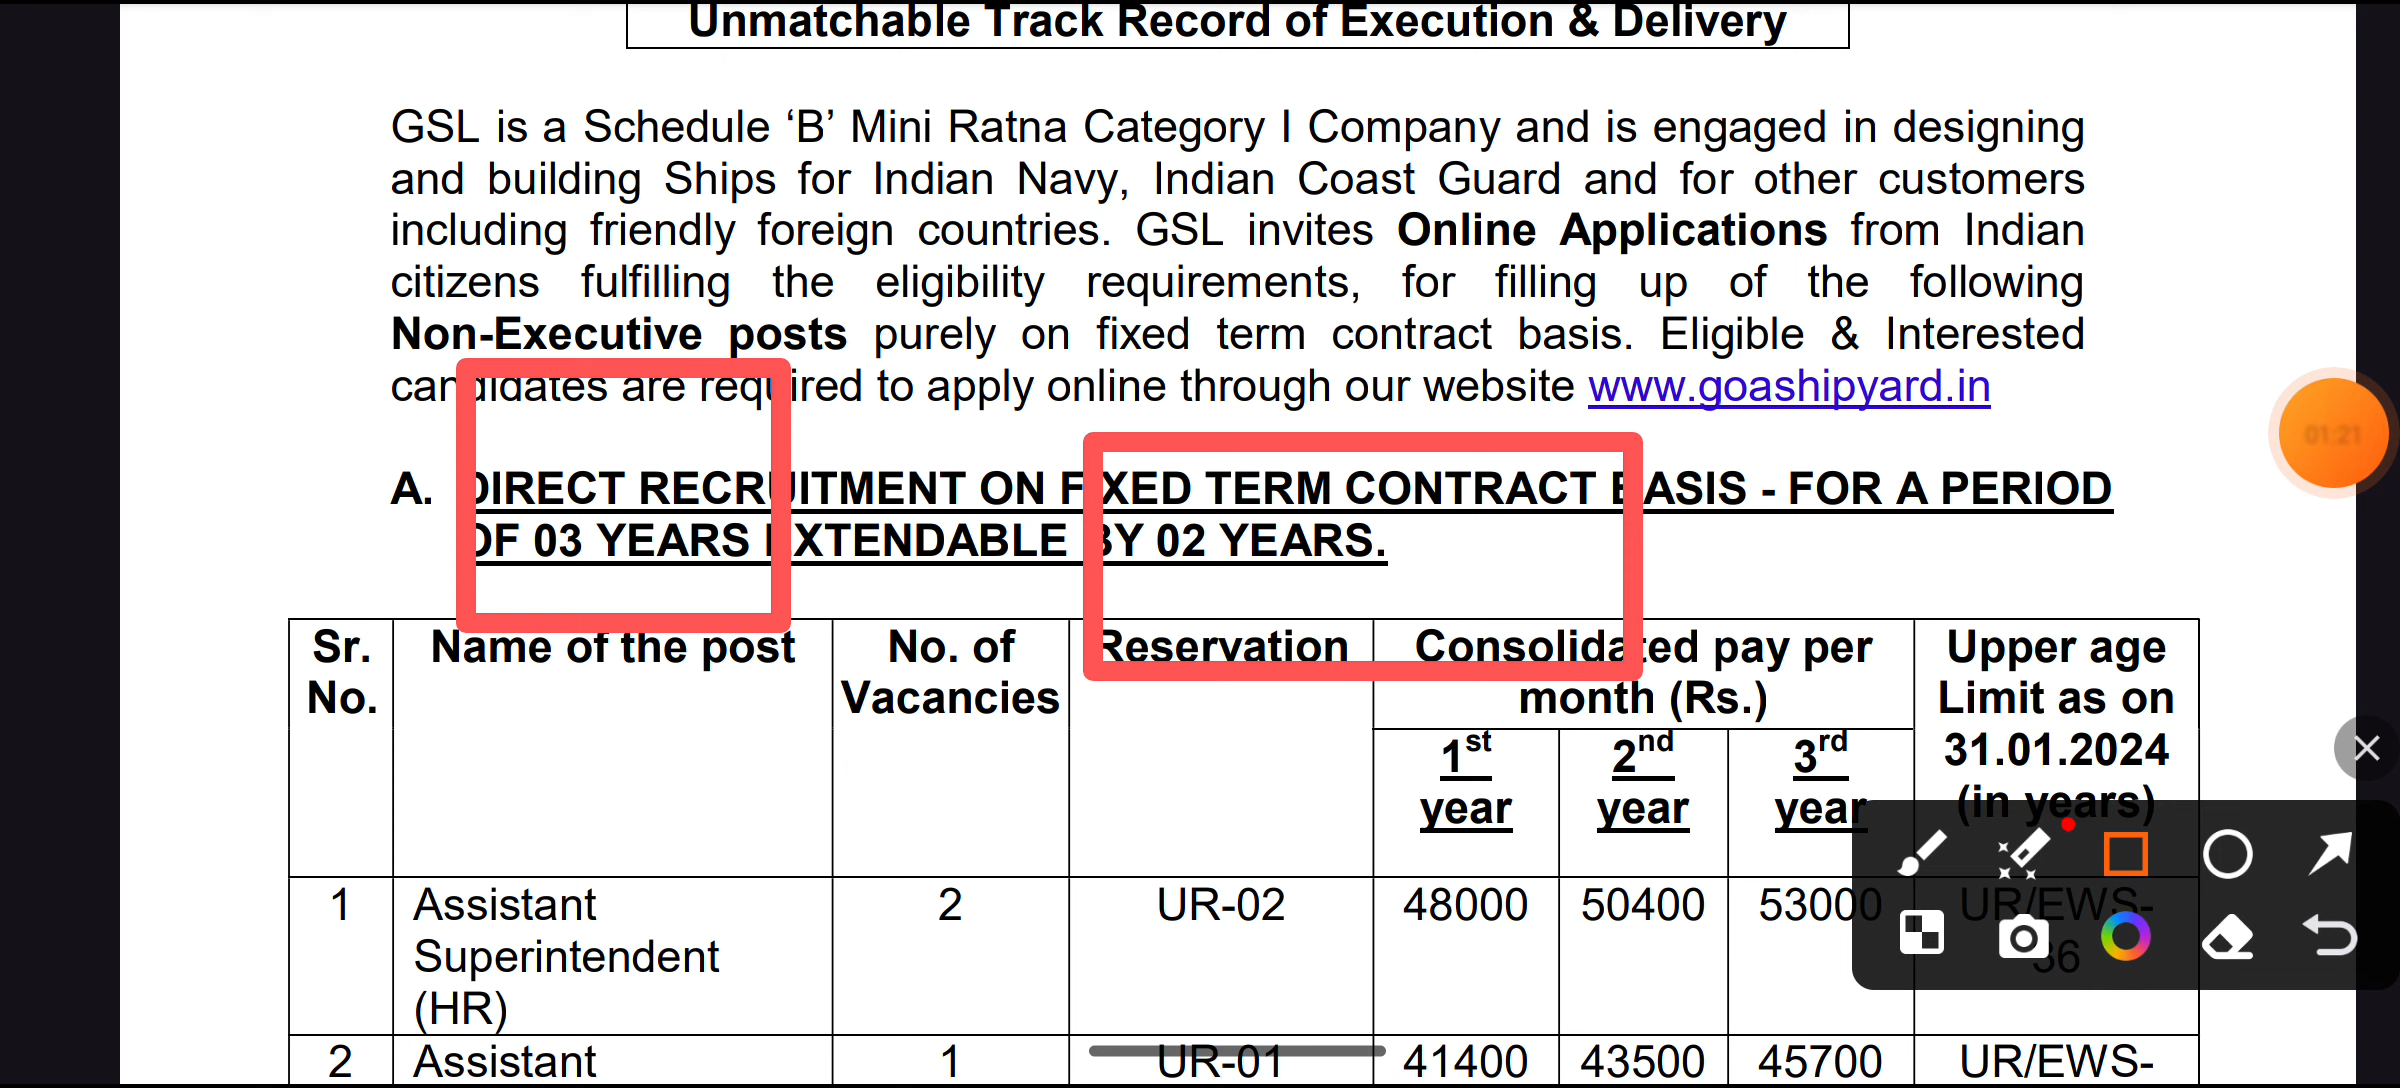 Unmatchable Track Record of Execution & Delivery
GSL is a Schedule ‘B’ Mini Ratna Category I Company and is engaged in designing
and building Ships for Indian Navy, Indian Coast Guard and for other customers
including friendly foreign countries. GSL invites Online Applications from Indian
citizens fulfilling the eligibility requirements, for filling up of the following
Non-Executive posts purely on fixed term contract basis. Eligible & Interested
candidates are required to apply online through our website www.goashipyard.in
01:21
A. DIRECT RECRUITMENT ON FIXED TERM CONTRACT BASIS - FOR A PERIOD
OF 03 YEARS EXTENDABLE BY 02 YEARS.
Sr. No. Name of the post No. of Vacancies Reservation Consolidated pay per month (Rs.) Upper age Limit as on 31.01.2024 (in years)
1st year 2nd year 3rd year
1 Assistant Superintendent (HR) 2 UR-02 48000 50400 53000 UR/EWS-36
2 Assistant 1 UR-01 41400 43500 45700 UR/EWS-